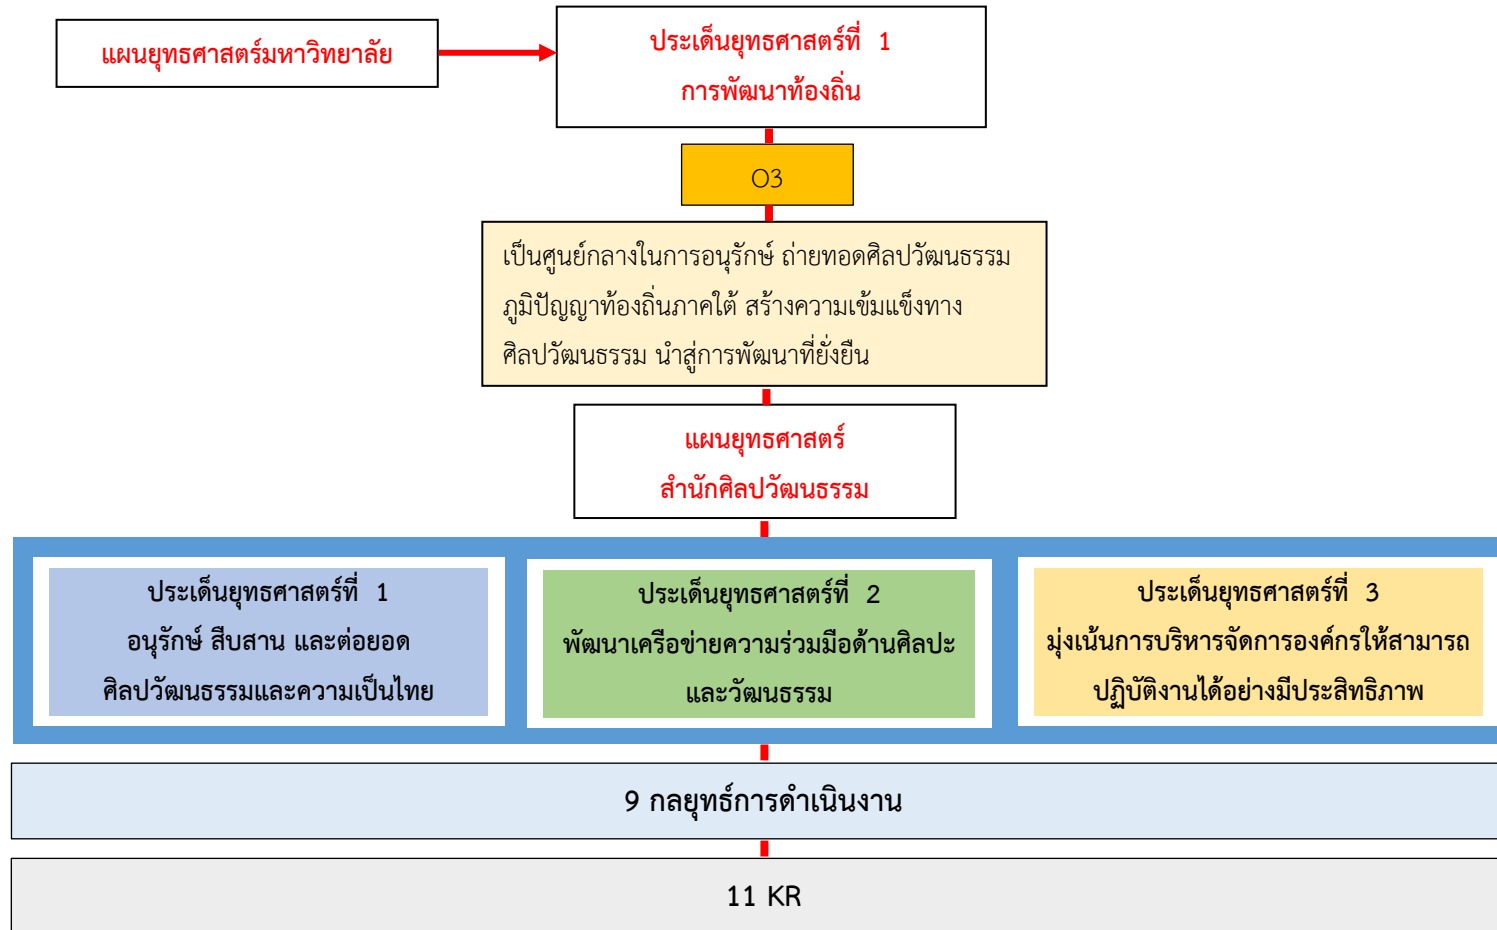 แผนยุทธศาสตร์มหาวิทยาลัย
ประเด็นยุทธศาสตร์ที่ 1
การพัฒนาท้องถิ่น
O3
เป็นศูนย์กลางในการอนุรักษ์ ถ่ายทอดศิลปวัฒนธรรม
ภูมิปัญญาท้องถิ่นภาคใต้ สร้างความเข้มแข็งทาง
ศิลปวัฒนธรรม นำสู่การพัฒนาที่ยั่งยืน
แผนยุทธศาสตร์
สำนักศิลปวัฒนธรรม
ประเด็นยุทธศาสตร์ที่ 1
อนุรักษ์ สืบสาน และต่อยอด
ศิลปวัฒนธรรมและความเป็นไทย
ประเด็นยุทธศาสตร์ที่ 2
พัฒนาเครือข่ายความร่วมมือด้านศิลปะ
และวัฒนธรรม
ประเด็นยุทธศาสตร์ที่ 3
มุ่งเน้นการบริหารจัดการองค์กรให้สามารถ
ปฏิบัติงานได้อย่างมีประสิทธิภาพ
9 กลยุทธ์การดำเนินงาน
11 KR